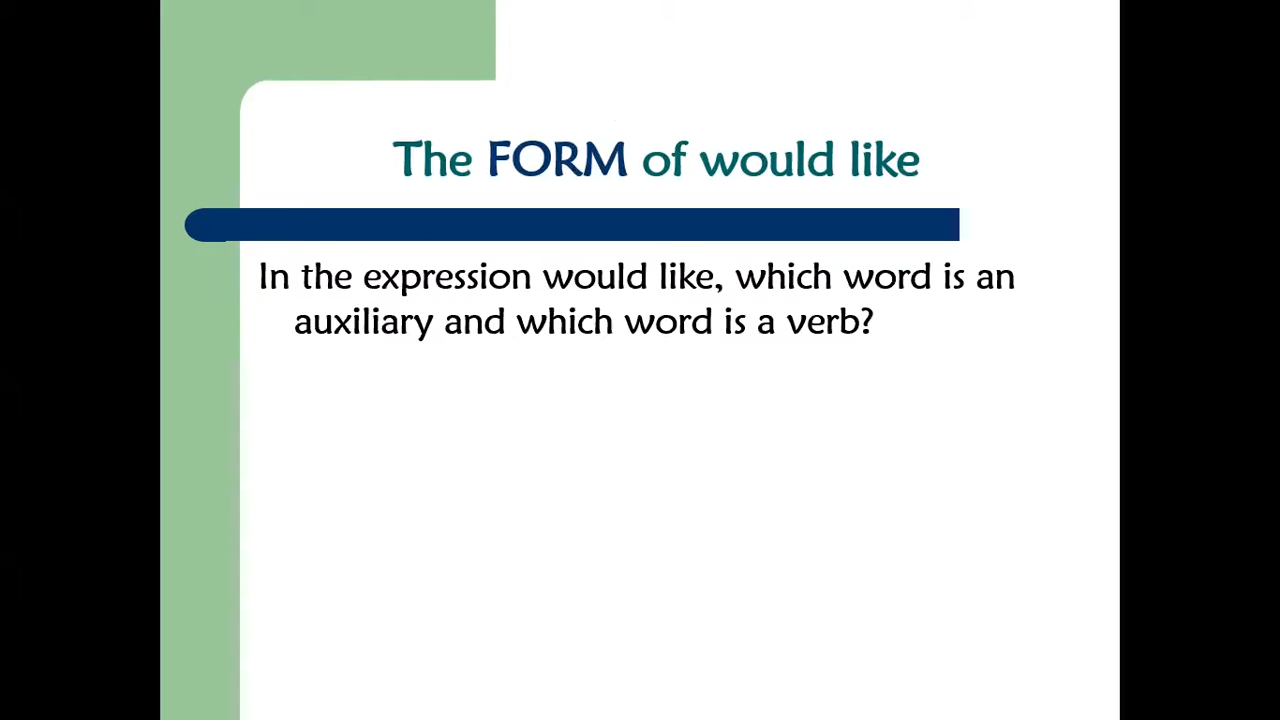 The FORM of would like
In the expression would like, which word is an
auxiliary and which word is a verb?